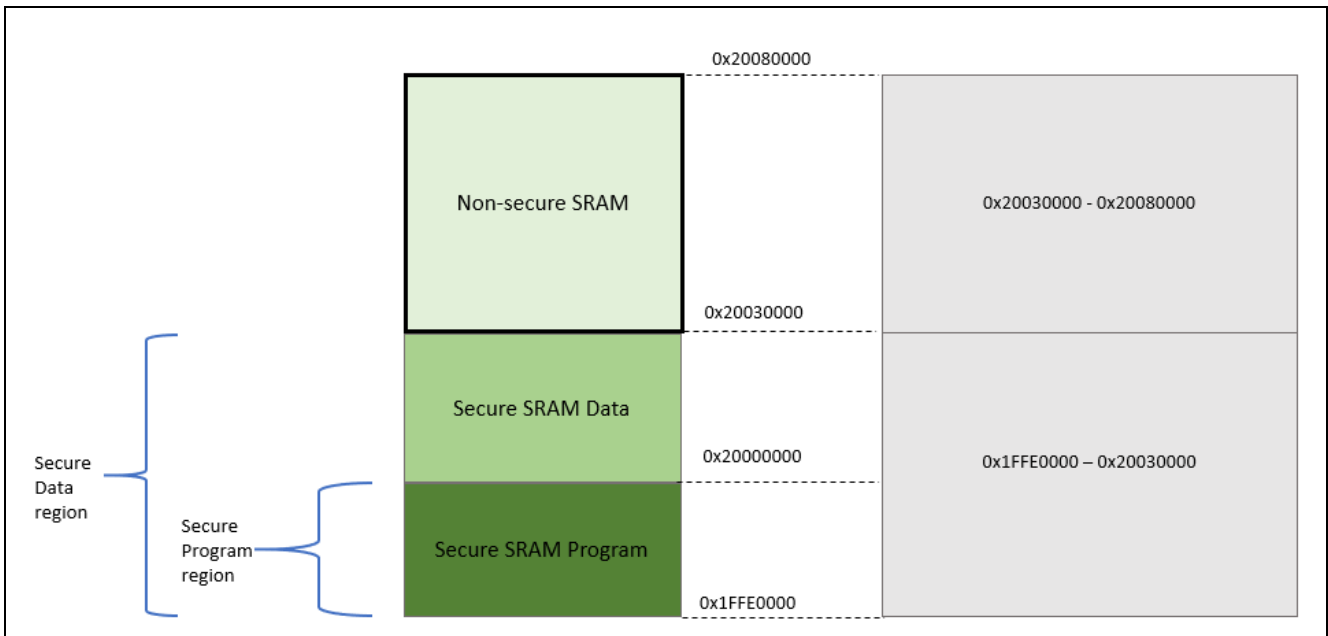 0x20080000
Non-secure SRAM
0x20030000 - 0x20080000
0x20030000
Secure SRAM Data
0x20000000
0x1FFE0000 – 0x20030000
Secure
Data
region
Secure
Program
region
Secure SRAM Program
0x1FFE0000